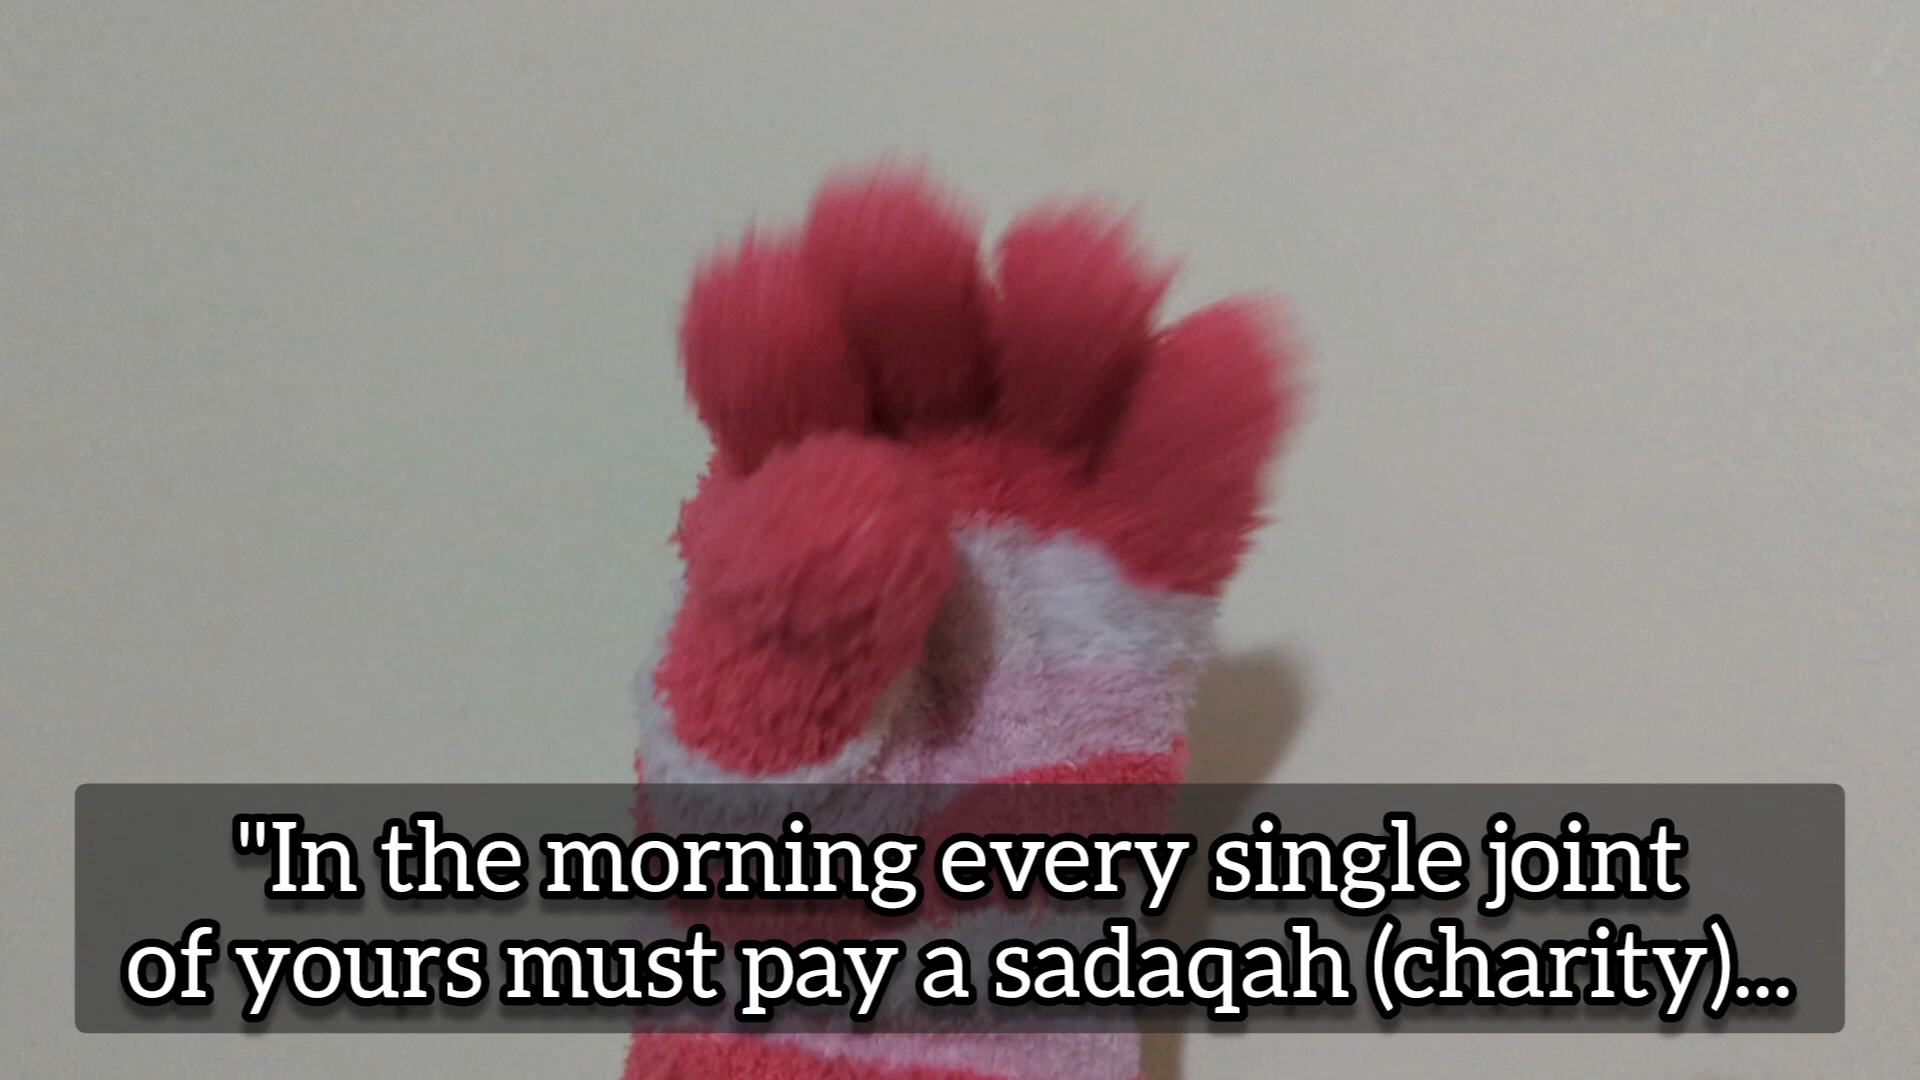 "In the morning every single joint
of yours must pay a sadaqah (charity)...